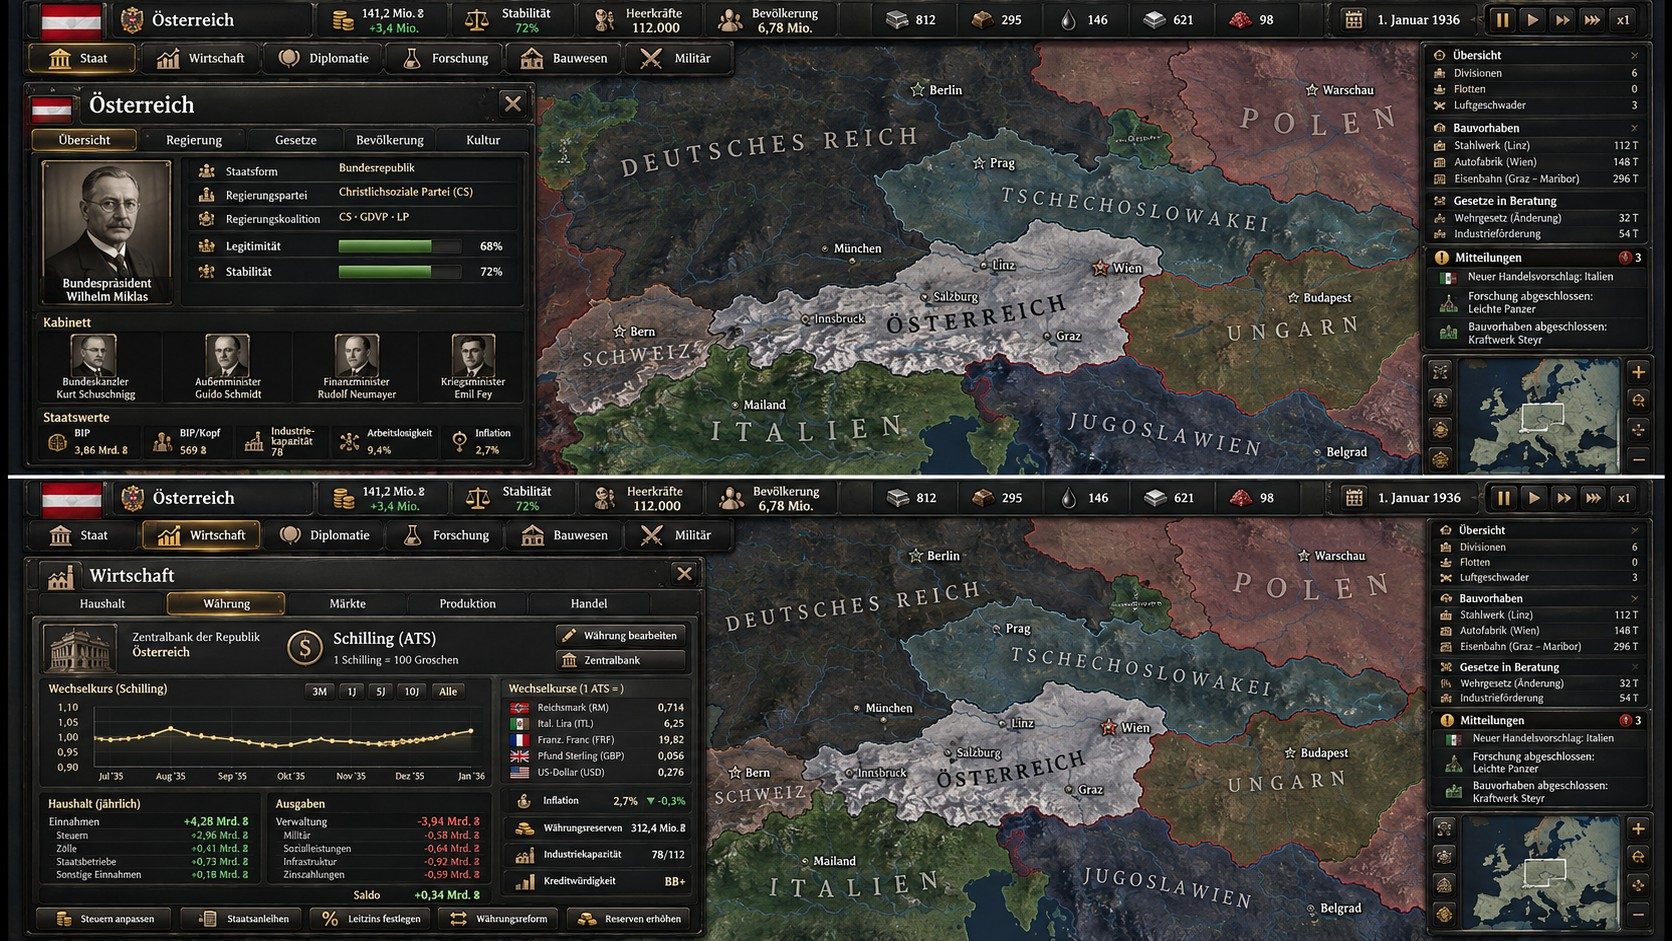 Österreich
141,2 Mio. ₴
+3,4 Mio.
Stabilität
72%
Heerkräfte
112.000
Bevölkerung
6,78 Mio.
812
295
146
621
98
1. Januar 1936
x1
Staat
Wirtschaft
Diplomatie
Forschung
Bauwesen
Militär
Österreich
Übersicht
Regierung
Gesetze
Bevölkerung
Kultur
Bundespräsident
Wilhelm Miklas
Staatsform
Bundesrepublik
Regierungspartei
Christlichsoziale Partei (CS)
Regierungskoalition
CS · GDVP · LP
Legitimität
68%
Stabilität
72%
Kabinett
Bundeskanzler
Kurt Schuschnigg
Außenminister
Guido Schmidt
Finanzminister
Rudolf Neumayer
Kriegsminister
Emil Fey
Staatswerte
BIP
3,86 Mrd. ₴
BIP/Kopf
569 ₴
Industrie-
kapazität
78
Arbeitslosigkeit
9,4%
Inflation
2,7%
Berlin
Warschau
POLEN
DEUTSCHES REICH
Prag
TSCHECHOSLOWAKEI
München
Linz
Wien
Salzburg
Innsbruck
ÖSTERREICH
Graz
Budapest
UNGARN
Bern
SCHWEIZ
Mailand
ITALIEN
JUGOSLAWIEN
Belgrad
Übersicht
Divisionen 6
Flotten 0
Luftgeschwader 3
Bauvorhaben
Stahlwerk (Linz) 112 T
Autofabrik (Wien) 148 T
Eisenbahn (Graz – Maribor) 296 T
Gesetze in Beratung
Wehrgesetz (Änderung) 32 T
Industrieförderung 54 T
Mitteilungen 3
Neuer Handelsvorschlag: Italien
Forschung abgeschlossen:
Leichte Panzer
Bauvorhaben abgeschlossen:
Kraftwerk Steyr
Österreich
141,2 Mio. ₴
+3,4 Mio.
Stabilität
72%
Heerkräfte
112.000
Bevölkerung
6,78 Mio.
812
295
146
621
98
1. Januar 1936
x1
Staat
Wirtschaft
Diplomatie
Forschung
Bauwesen
Militär
Wirtschaft
Haushalt
Währung
Märkte
Produktion
Handel
Zentralbank der Republik
Österreich
$
Schilling (ATS)
1 Schilling = 100 Groschen
Währung bearbeiten
Zentralbank
Wechselkurs (Schilling)
3M
1J
5J
10J
Alle
1,10
1,05
1,00
0,95
0,90
Jul '35
Aug '35
Sep '35
Okt '35
Nov '35
Dez '35
Jan '36
Wechselkurse (1 ATS = )
Reichsmark (RM) 0,714
Ital. Lira (ITL) 6,25
Franz. Franc (FRF) 19,82
Pfund Sterling (GBP) 0,056
US-Dollar (USD) 0,276
Inflation 2,7% ▼ -0,3%
Währungsreserven 312,4 Mio. ₴
Industriekapazität 78/112
Kreditwürdigkeit BB+
Haushalt (jährlich)
Einnahmen +4,28 Mrd. ₴
Steuern +2,96 Mrd. ₴
Zölle +0,41 Mrd. ₴
Staatsbetriebe +0,73 Mrd. ₴
Sonstige Einnahmen +0,18 Mrd. ₴
Ausgaben
Verwaltung -3,94 Mrd. ₴
Militär -0,58 Mrd. ₴
Sozialleistungen -0,64 Mrd. ₴
Infrastruktur -0,92 Mrd. ₴
Zinszahlungen -0,59 Mrd. ₴
Saldo +0,34 Mrd. ₴
Steuern anpassen
Staatsanleihen
Leitzins festlegen
Währungsreform
Reserven erhöhen
Berlin
Warschau
POLEN
DEUTSCHES REICH
Prag
TSCHECHOSLOWAKEI
München
Linz
Wien
Salzburg
Innsbruck
ÖSTERREICH
Graz
Budapest
UNGARN
Bern
SCHWEIZ
Mailand
ITALIEN
JUGOSLAWIEN
Belgrad
Übersicht
Divisionen 6
Flotten 0
Luftgeschwader 3
Bauvorhaben
Stahlwerk (Linz) 112 T
Autofabrik (Wien) 148 T
Eisenbahn (Graz – Maribor) 296 T
Gesetze in Beratung
Wehrgesetz (Änderung) 32 T
Industrieförderung 54 T
Mitteilungen 3
Neuer Handelsvorschlag: Italien
Forschung abgeschlossen:
Leichte Panzer
Bauvorhaben abgeschlossen:
Kraftwerk Steyr